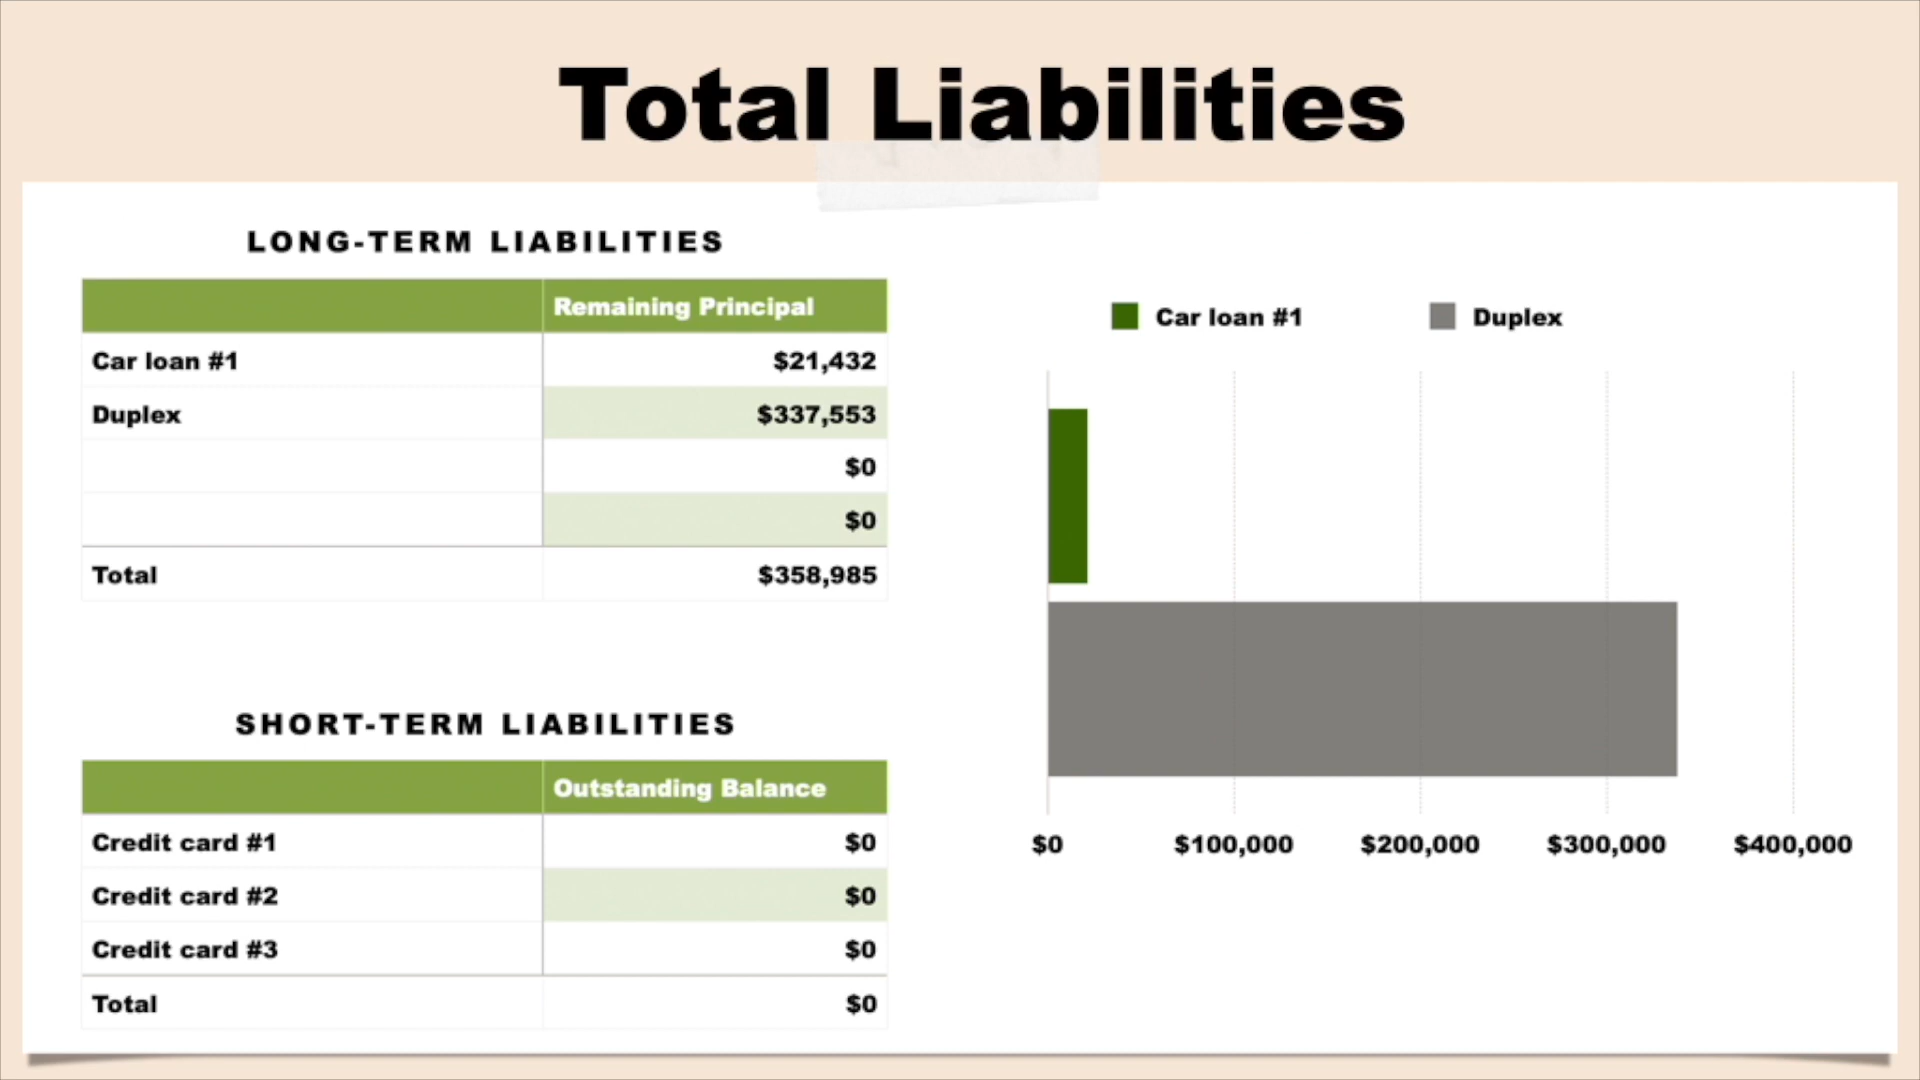 Total Liabilities
LONG-TERM LIABILITIES
Remaining Principal
Car loan #1 $21,432
Duplex $337,553
$0
$0
Total $358,985
SHORT-TERM LIABILITIES
Outstanding Balance
Credit card #1 $0
Credit card #2 $0
Credit card #3 $0
Total $0
Car loan #1 Duplex
$0 $100,000 $200,000 $300,000 $400,000